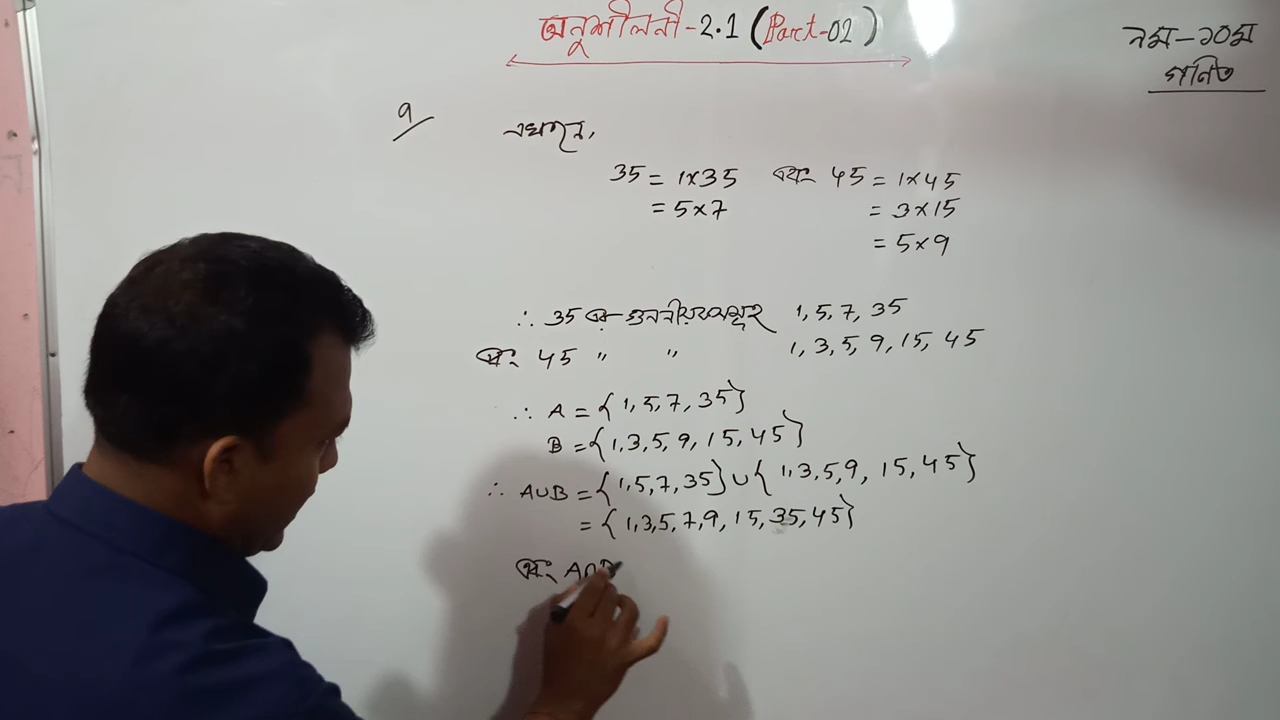 অনুশীলনী-2.1 (Part-02)
নবম-১০ম
গণিত
৭/
এখানে,
35 = 1×35 এবং 45 = 1×45
= 5×7 = 3×15
= 5×9
∴ 35 এর গুননীয়কসমূহ 1, 5, 7, 35
এবং 45 " " 1, 3, 5, 9, 15, 45
∴ A = {1, 5, 7, 35}
B = {1, 3, 5, 9, 15, 45}
∴ A∪B = {1, 5, 7, 35} ∪ {1, 3, 5, 9, 15, 45}
= {1, 3, 5, 7, 9, 15, 35, 45}
এবং A∩B